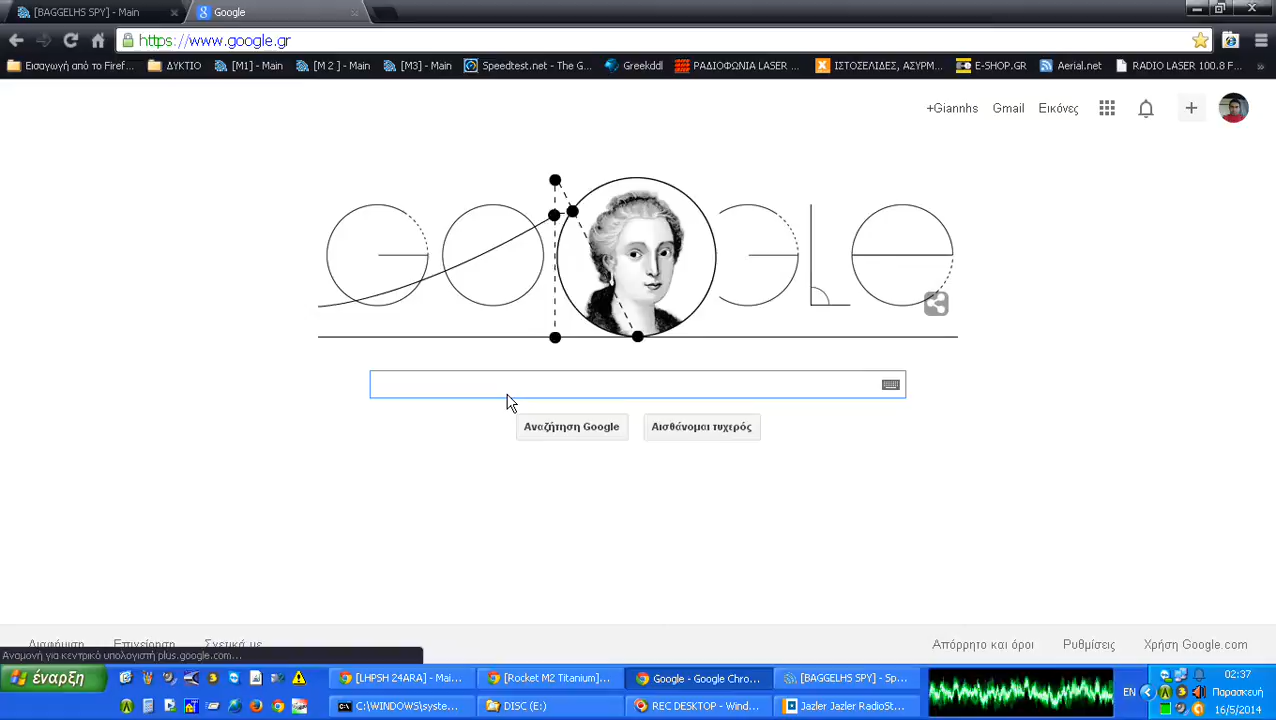 [BAGGELHS SPY] - Main
Google
https://www.google.gr
Εισαγωγή από το Firef...
ΔΥΚΤΙΟ
[M1] - Main
[M 2 ] - Main
[M3] - Main
Speedtest.net - The G...
Greekddl
ΡΑΔΙΟΦΩΝΙΑ LASER ...
ΙΣΤΟΣΕΛΙΔΕΣ, ΑΣΥΡΜ...
E-SHOP.GR
Aerial.net
RADIO LASER 100.8 F...
»
+Giannhs
Gmail
Εικόνες
Αναζήτηση Google
Αισθάνομαι τυχερός
Διαφήμιση
Επιχείρηση
Σχετικά με
Απόρρητο και όροι
Ρυθμίσεις
Χρήση Google.com
Αναμονή για κεντρικό υπολογιστή plus.google.com...
έναρξη
[LHPSH 24ARA] - Mai...
[Rocket M2 Titanium]...
Google - Google Chro...
[BAGGELHS SPY] - Sp...
EN
02:37
Παρασκευή
16/5/2014
C:\WINDOWS\syste...
DISC (E:)
REC DESKTOP - Wind...
Jazler Jazler RadioSt...